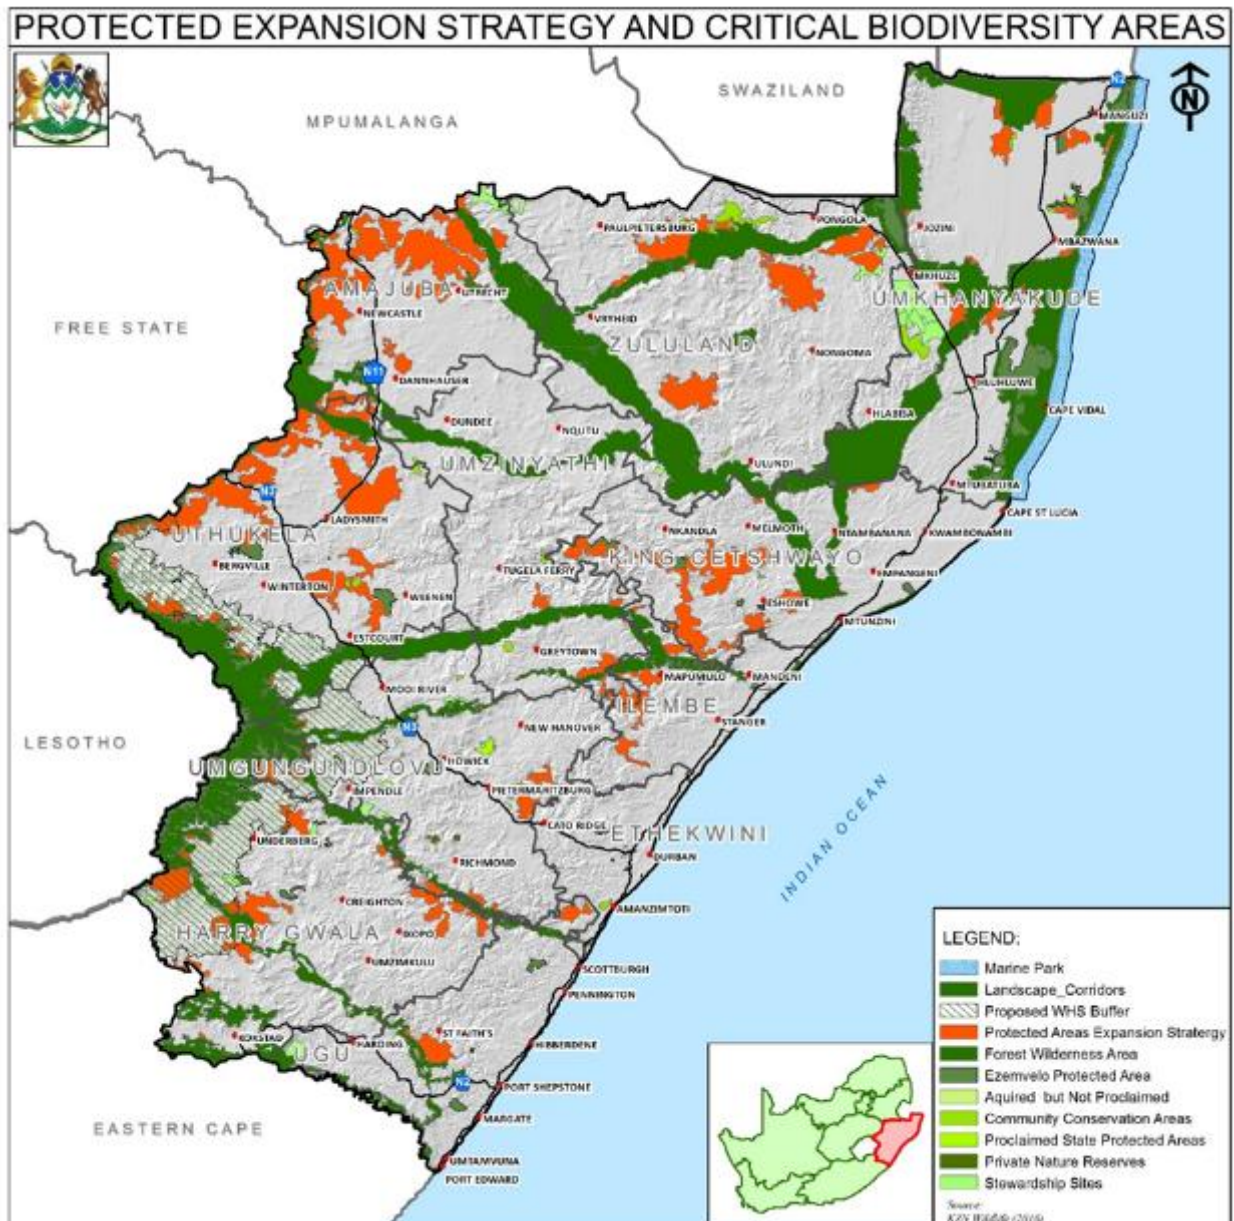 PROTECTED EXPANSION STRATEGY AND CRITICAL BIODIVERSITY AREAS
SWAZILAND
MPUMALANGA
N
N2
MANGUZI
PAULPIETERSBURG
PONGOLA
JOZINI
MBAZWANA
MKHUZE
AMAJUBA
UTRECHT
UMKHANYAKUDE
FREE STATE
NEWCASTLE
VRYHEID
ZULULAND
NONGOMA
N11
DANNHAUSER
HLUHLUWE
DUNDEE
NQUTU
HLABISA
CAPE VIDAL
UMZINYATHI
ULUNDI
N3
MTUBATUBA
LADYSMITH
CAPE ST LUCIA
UTHUKELA
NKANDLA
MELMOTH
NTAMBANANA
KWAMBONAMBI
KING CETSHWAYO
BERGVILLE
TUGELA FERRY
EMPANGENI
WINTERTON
WEENEN
ESHOWE
MTUNZINI
ESTCOURT
GREYTOWN
MAPUMULO
MANDENI
MOOI RIVER
ILEMBE
STANGER
N3
NEW HANOVER
LESOTHO
HOWICK
UMGUNGUNDLOVU
IMPENDLE
PIETERMARITZBURG
CATO RIDGE
ETHEKWINI
INDIAN OCEAN
UNDERBERG
DURBAN
RICHMOND
CREIGHTON
AMANZIMTOTI
HARRY GWALA
IXOPO
UMZIMKULU
SCOTTBURGH
PENNINGTON
ST FAITH'S
KOKSTAD
HARDING
HIBBERDENE
UGU
N2
PORT SHEPSTONE
MARGATE
EASTERN CAPE
UMTAMVUNA
PORT EDWARD
LEGEND:
Marine Park
Landscape_Corridors
Proposed WHS Buffer
Protected Areas Expansion Stratergy
Forest Wilderness Area
Ezemvelo Protected Area
Aquired but Not Proclaimed
Community Conservation Areas
Proclaimed State Protected Areas
Private Nature Reserves
Stewardship Sites
Source:
KZN Wildlife (2010)